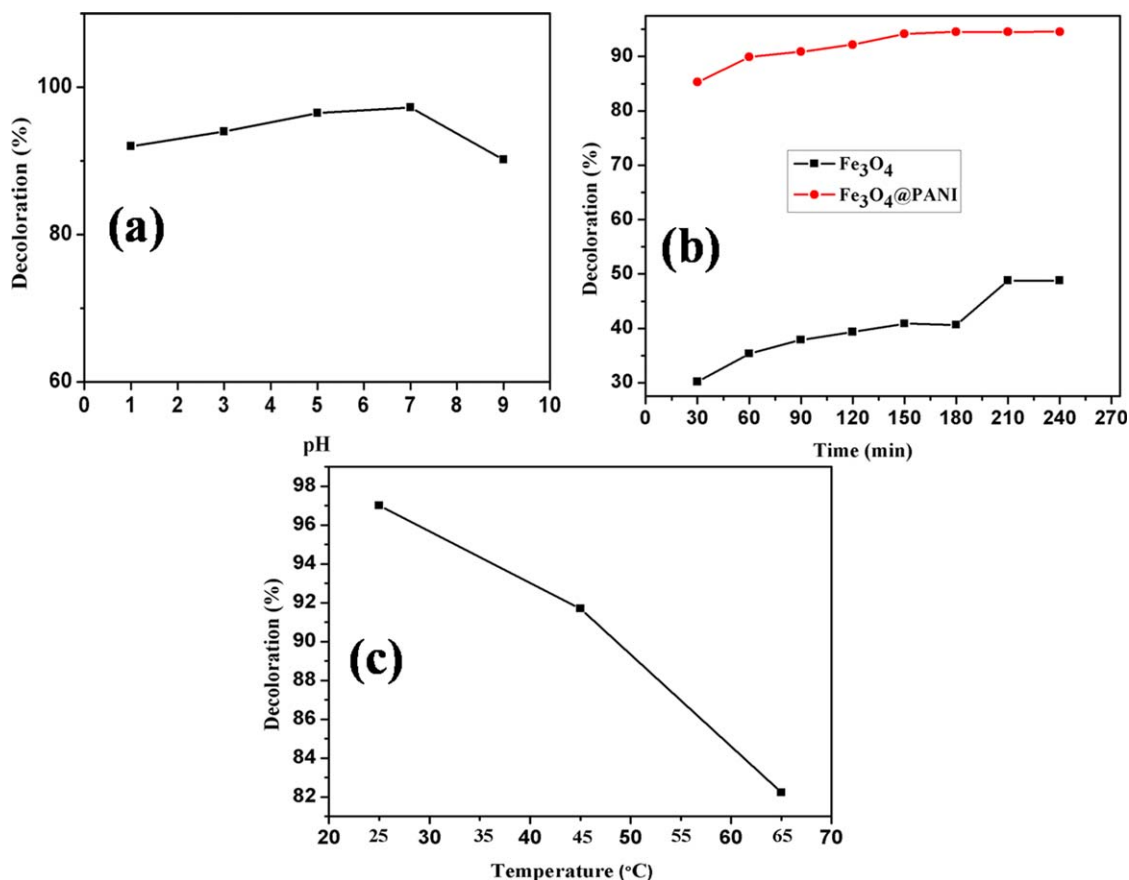 100
80
60
Decoloration (%)
(a)
0 1 2 3 4 5 6 7 8 9 10
pH
90
80
70
60
50
40
30
Decoloration (%)
Fe₃O₄
Fe₃O₄@PANI
(b)
0 30 60 90 120 150 180 210 240 270
Time (min)
98
96
94
92
90
88
86
84
82
Decoloration (%)
(c)
20 25 30 35 40 45 50 55 60 65 70
Temperature (°C)